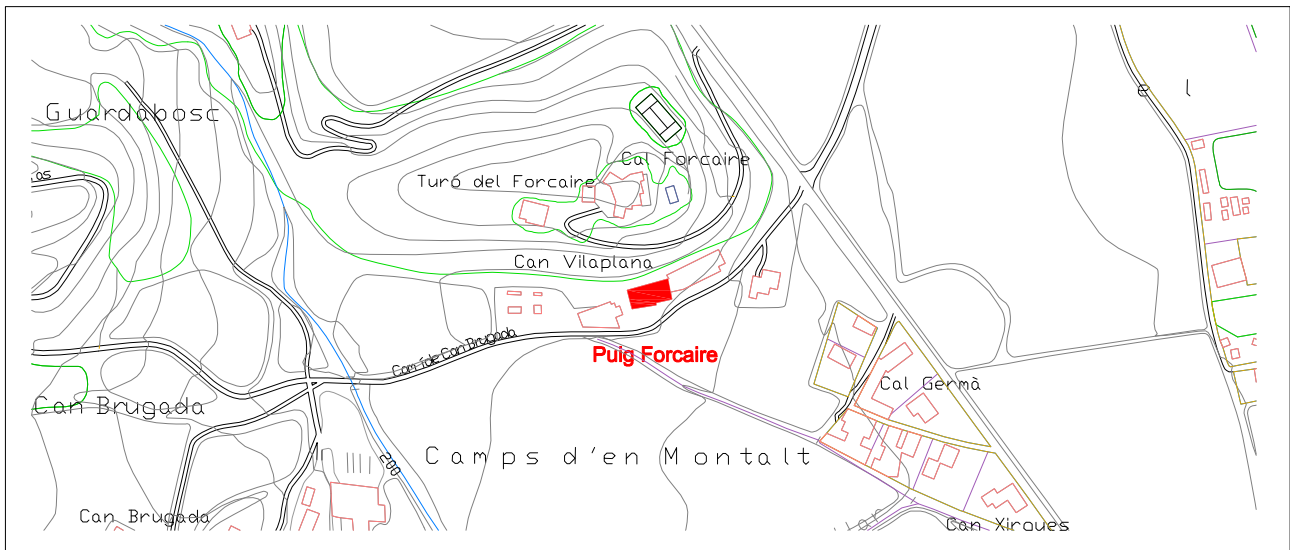 Guardabosc
l
Cal Forcaire
Turó del Forcaire
Can Vilaplana
Camí de Can Brugada
Puig Forcaire
Cal Germà
Can Brugada
Camps d'en Montalt
200
Can Brugada
Can Xirques